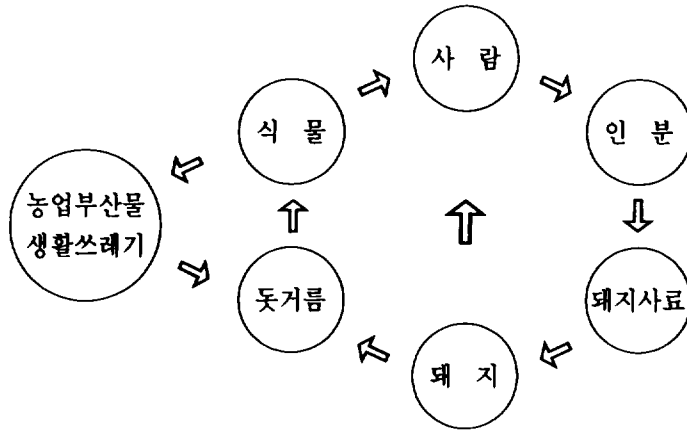 사 람
식 물
인 분
농업부산물
생활쓰레기
돗거름
돼지사료
돼 지